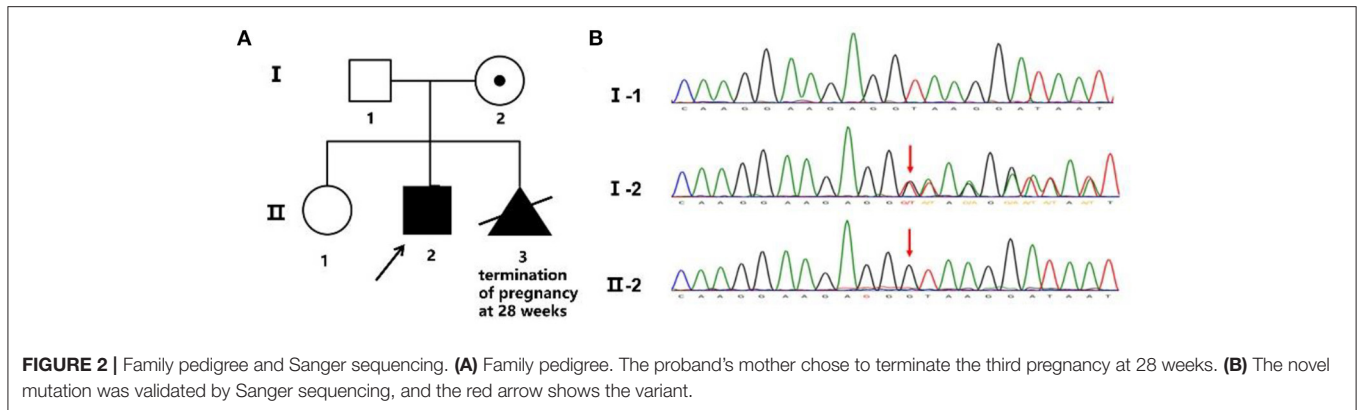 A
B
I
1
2
II
1
2
3
termination
of pregnancy
at 28 weeks
I-1
C A A G G A A G A G G T A A G G A T A A T
I-2
II-2
FIGURE 2 | Family pedigree and Sanger sequencing. (A) Family pedigree. The proband's mother chose to terminate the third pregnancy at 28 weeks. (B) The novel
mutation was validated by Sanger sequencing, and the red arrow shows the variant.